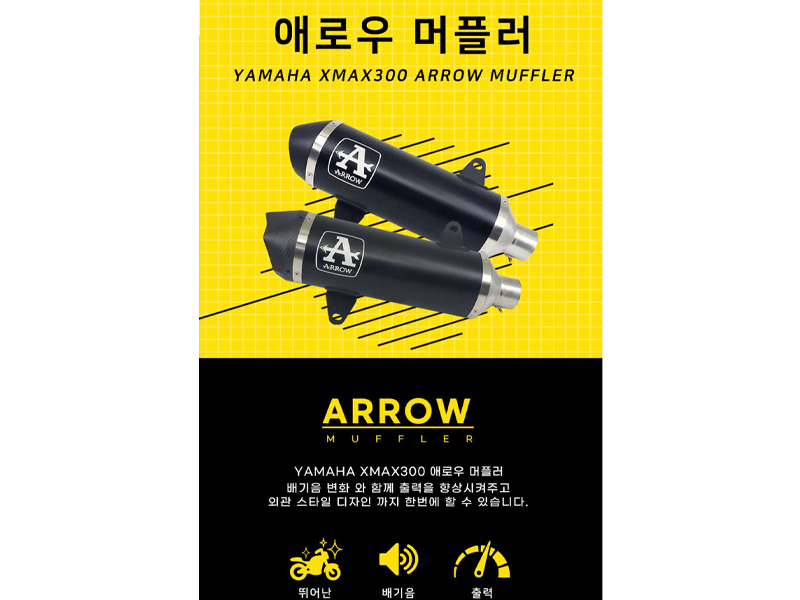 애로우 머플러
YAMAHA XMAX300 ARROW MUFFLER
A
ARROW
A
ARROW
ARROW
MUFFLER
YAMAHA XMAX300 애로우 머플러
배기음 변화 와 함께 출력을 향상시켜주고
외관 스타일 디자인 까지 한번에 할 수 있습니다.
뛰어난 배기음 출력